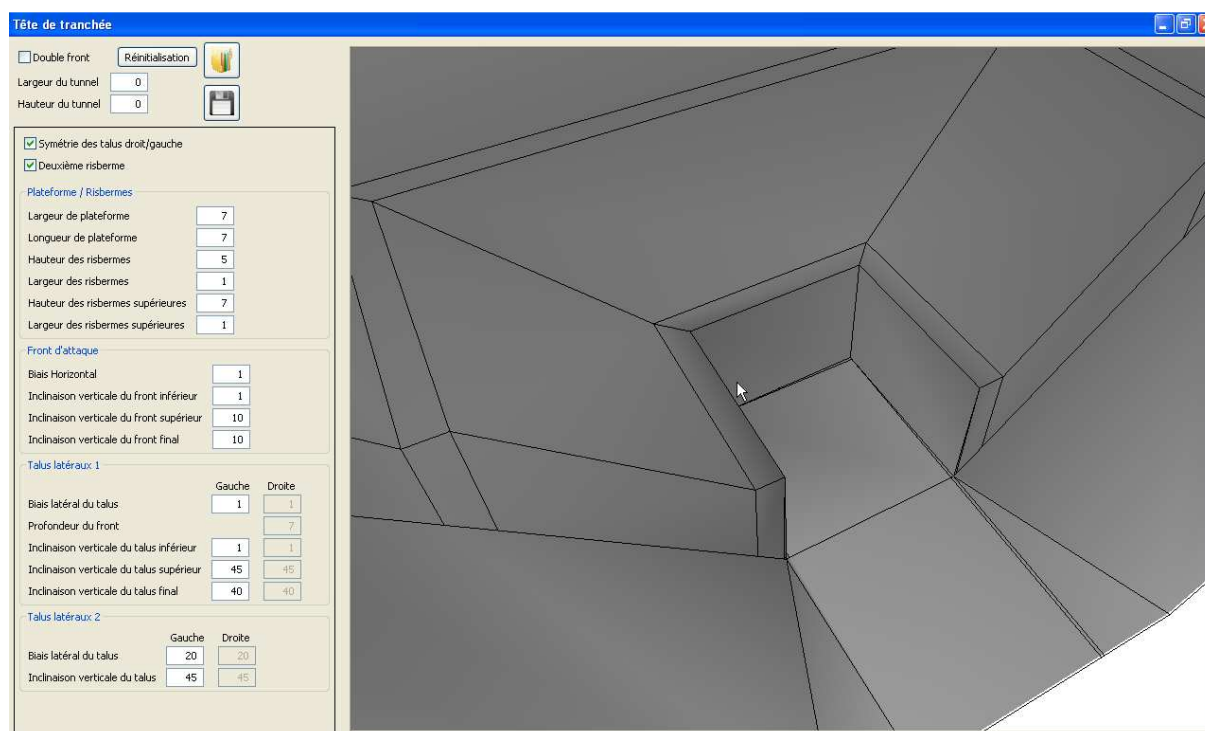 Tête de tranchée
Double front Réinitialisation
Largeur du tunnel 0
Hauteur du tunnel 0
Symétrie des talus droit/gauche
Deuxième risberme
Plateforme / Risbermes
Largeur de plateforme 7
Longueur de plateforme 7
Hauteur des risbermes 5
Largeur des risbermes 1
Hauteur des risbermes supérieures 7
Largeur des risbermes supérieures 1
Front d'attaque
Biais Horizontal 1
Inclinaison verticale du front inférieur 1
Inclinaison verticale du front supérieur 10
Inclinaison verticale du front final 10
Talus latéraux 1
Gauche Droite
Biais latéral du talus 1 1
Profondeur du front 7
Inclinaison verticale du talus inférieur 1 1
Inclinaison verticale du talus supérieur 45 45
Inclinaison verticale du talus final 40 40
Talus latéraux 2
Gauche Droite
Biais latéral du talus 20 20
Inclinaison verticale du talus 45 45